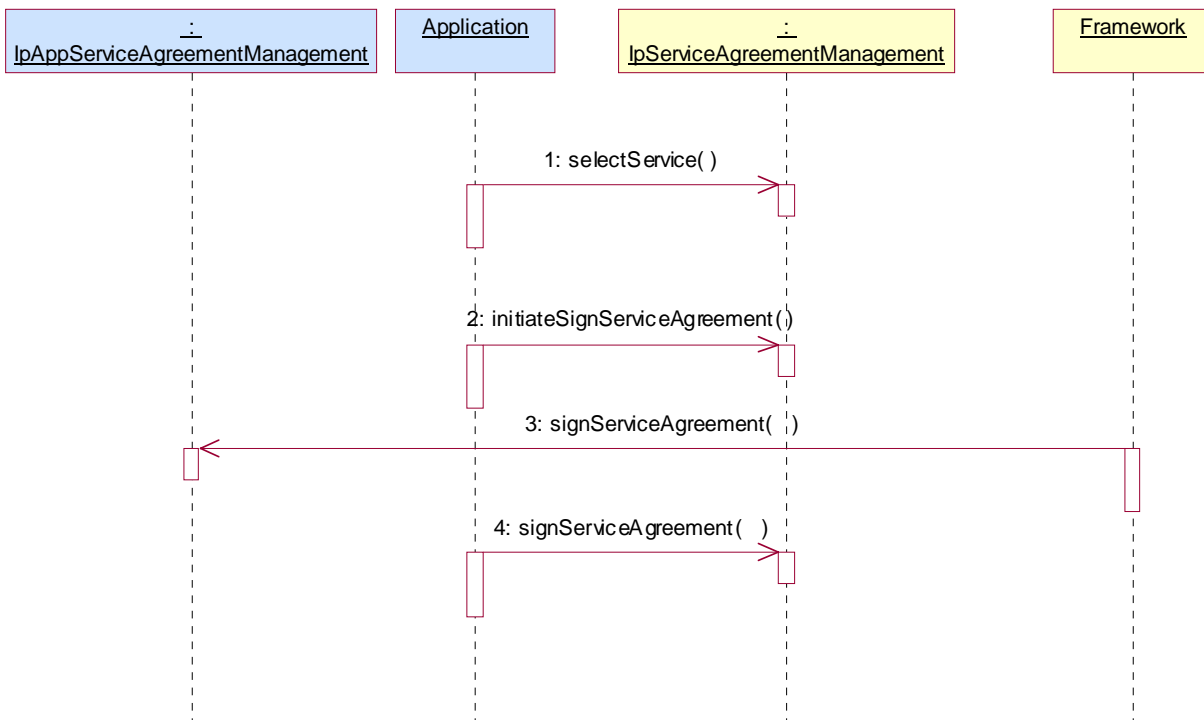 :
IpAppServiceAgreementManagement
Application
:
IpServiceAgreementManagement
Framework
1: selectService( )
2: initiateSignServiceAgreement( )
3: signServiceAgreement( )
4: signServiceAgreement( )